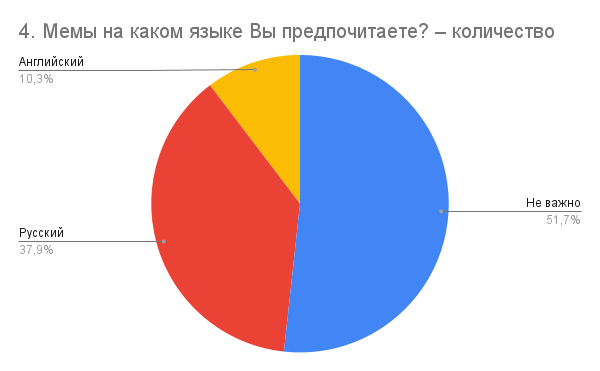 4. Мемы на каком языке Вы предпочитаете? – количество
Английский
10,3%
Не важно
51,7%
Русский
37,9%